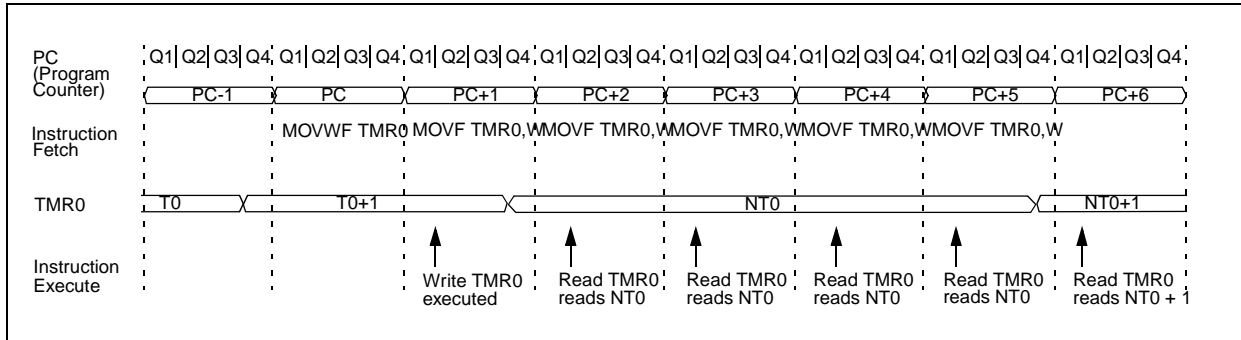 PC
(Program
Counter)
Q1 Q2 Q3 Q4 Q1 Q2 Q3 Q4 Q1 Q2 Q3 Q4 Q1 Q2 Q3 Q4 Q1 Q2 Q3 Q4 Q1 Q2 Q3 Q4 Q1 Q2 Q3 Q4 Q1 Q2 Q3 Q4
PC-1 PC PC+1 PC+2 PC+3 PC+4 PC+5 PC+6
Instruction
Fetch
MOVWF TMR0 MOVF TMR0,W MOVF TMR0,W MOVF TMR0,W MOVF TMR0,W MOVF TMR0,W
TMR0
T0 T0+1 NT0 NT0+1
Instruction
Execute
Write TMR0
executed
Read TMR0
reads NT0
Read TMR0
reads NT0
Read TMR0
reads NT0
Read TMR0
reads NT0
Read TMR0
reads NT0 + 1